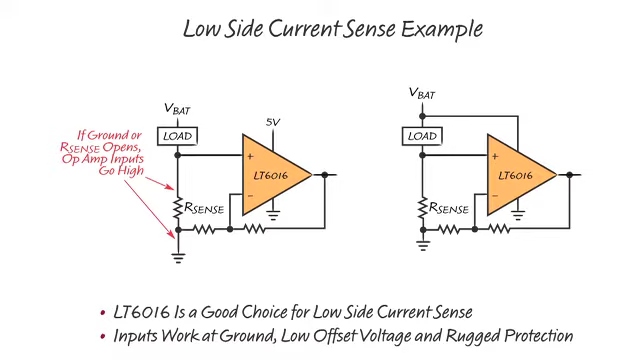 Low Side Current Sense Example
VBAT
LOAD
5V
If Ground or
RSENSE Opens,
Op Amp Inputs
Go High
+
LT6016
-
RSENSE
VBAT
LOAD
+
LT6016
-
RSENSE
• LT6016 Is a Good Choice for Low Side Current Sense
• Inputs Work at Ground, Low Offset Voltage and Rugged Protection